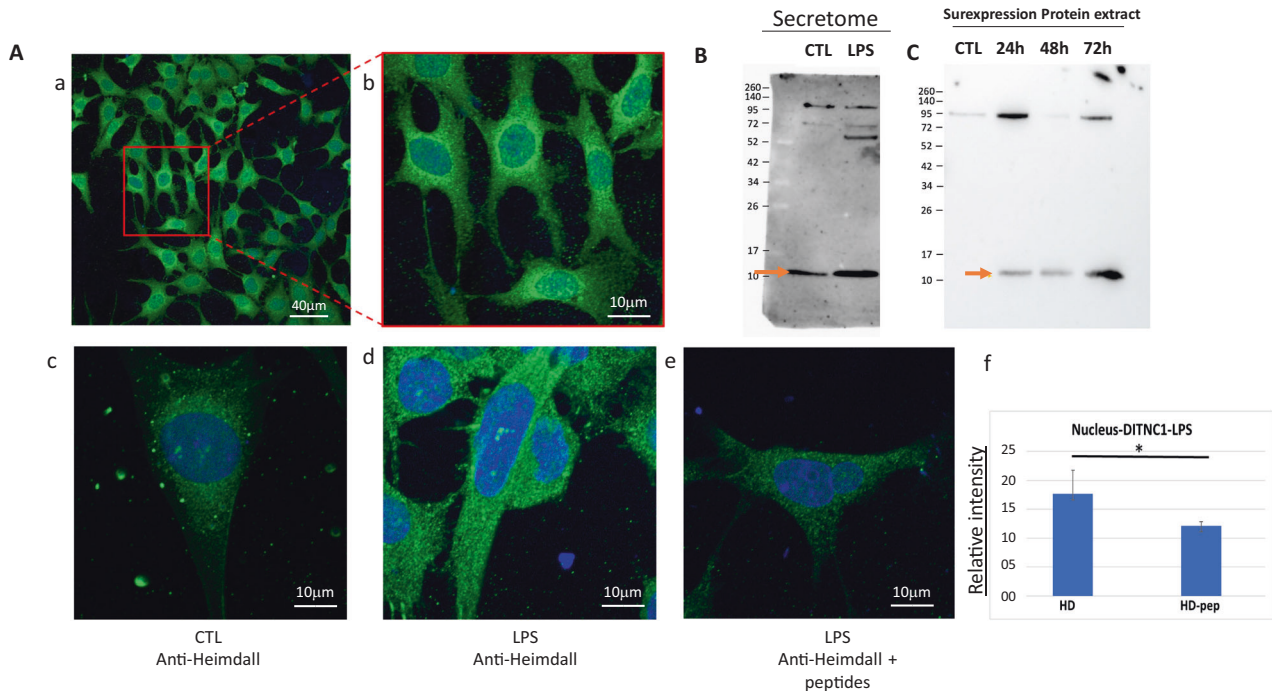 A
a
40μm
b
10μm
Secretome
CTL LPS
B
260
140
95
72
52
42
34
26
17
10
Surexpression Protein extract
CTL 24h 48h 72h
C
260
140
95
72
52
42
34
26
17
10
c
10μm
CTL
Anti-Heimdall
d
10μm
LPS
Anti-Heimdall
e
10μm
LPS
Anti-Heimdall +
peptides
f
Nucleus-DITNC1-LPS
*
25
20
15
10
05
00
Relative intensity
HD HD-pep